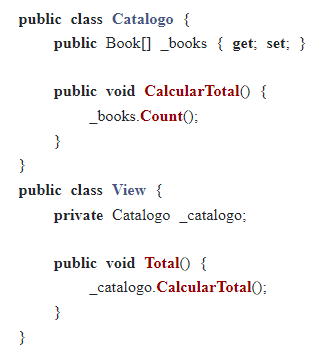 public class Catalogo {
public Book[] _books { get; set; }
public void CalcularTotal() {
_books.Count();
}
}
public class View {
private Catalogo _catalogo;
public void Total() {
_catalogo.CalcularTotal();
}
}